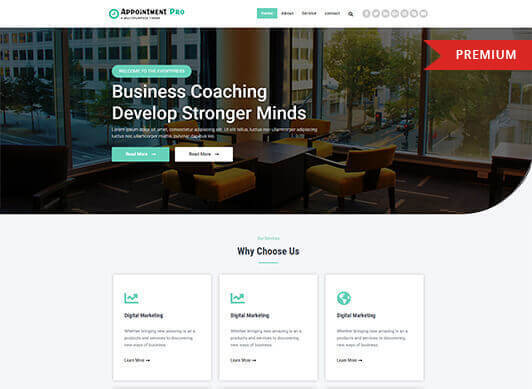 Appointment Pro
A MULTIPURPOSE THEME
Home About Service Contact
PREMIUM
WELCOME TO THE EVENTPRESS
Business Coaching
Develop Stronger Minds
Lorem ipsum dolor sit amet, consectetur adipiscing elit. Ut elit tellus, luctus nec ullamcorper adipiscing
luctus nec ullamcorper mattis, pulvinar dapibus leo.
Read More → Read More →
Our Services
Why Choose Us
Digital Marketing
Whether bringing new amazing is an a
products and services to discovering
new ways of business.
Learn More →
Digital Marketing
Whether bringing new amazing is an a
products and services to discovering
new ways of business.
Learn More →
Digital Marketing
Whether bringing new amazing is an a
products and services to discovering
new ways of business.
Learn More →